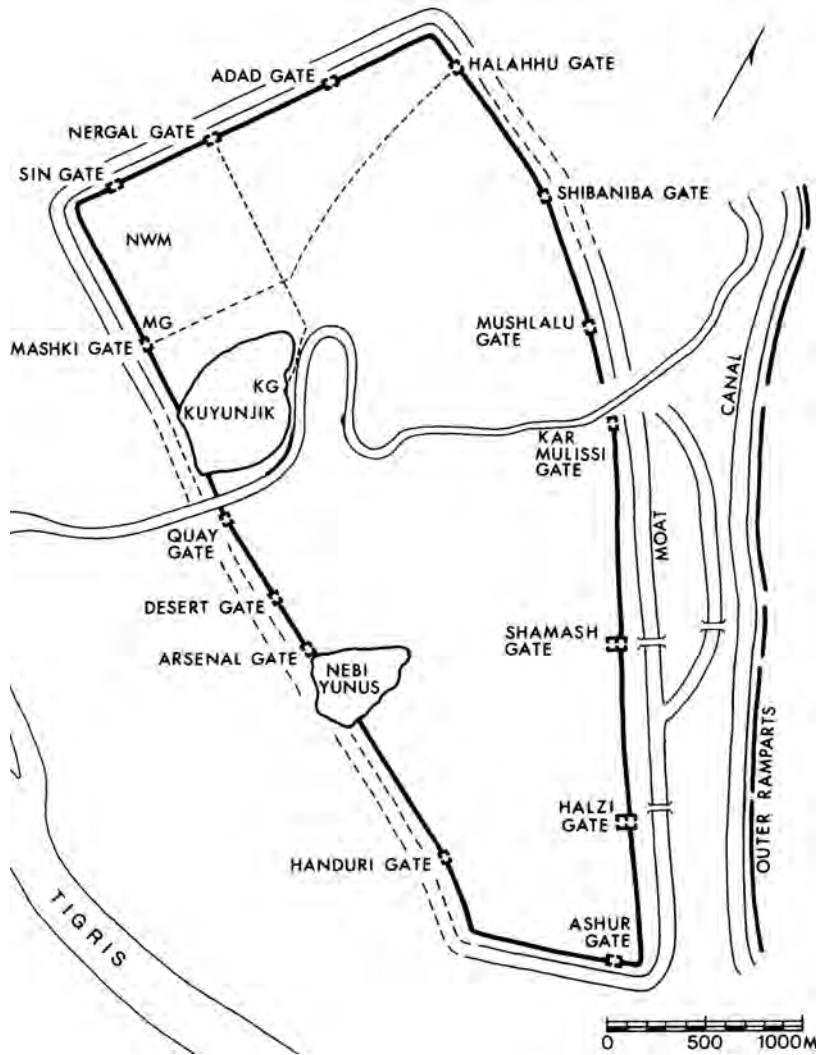 ADAD GATE
HALAHHU GATE
NERGAL GATE
SIN GATE
SHIBANIBA GATE
NWM
MG
MASHKI GATE
MUSHLALU
GATE
KG
KUYUNJIK
CANAL
KAR
MULISSI
GATE
QUAY
GATE
MOAT
DESERT GATE
SHAMASH
GATE
ARSENAL GATE
NEBI
YUNUS
OUTER RAMPARTS
HALZI
GATE
HANDURI GATE
TIGRIS
ASHUR
GATE
0 500 1000M